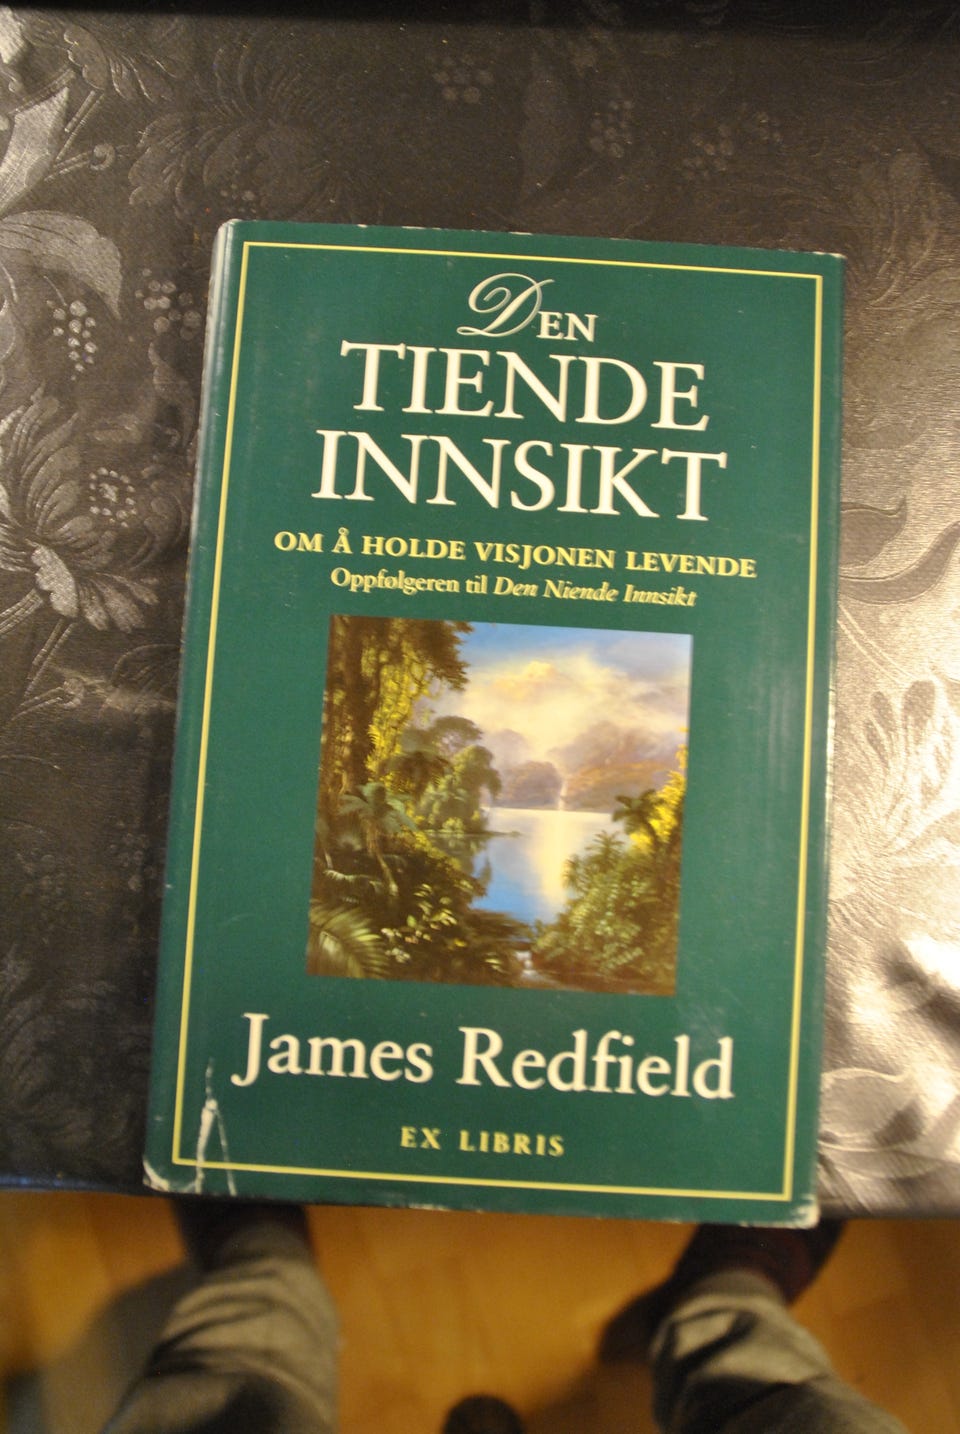 DEN
TIENDE
INNSIKT
OM Å HOLDE VISJONEN LEVENDE
Oppfølgeren til Den Niende Innsikt
James Redfield
EX LIBRIS